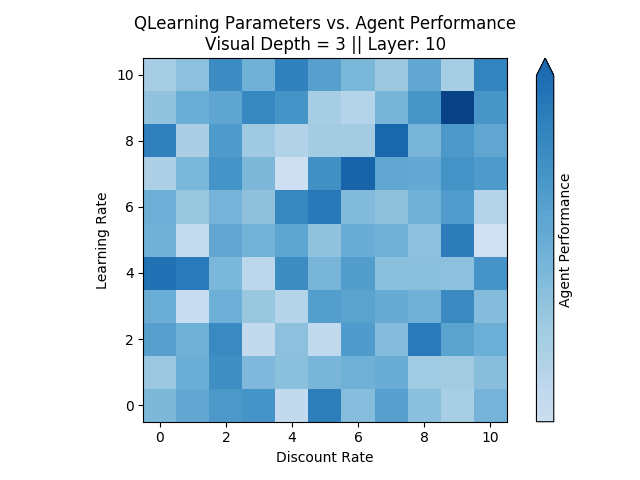 QLearning Parameters vs. Agent Performance
Visual Depth = 3 || Layer: 10
10
8
6
4
2
0
Learning Rate
0 2 4 6 8 10
Discount Rate
Agent Performance